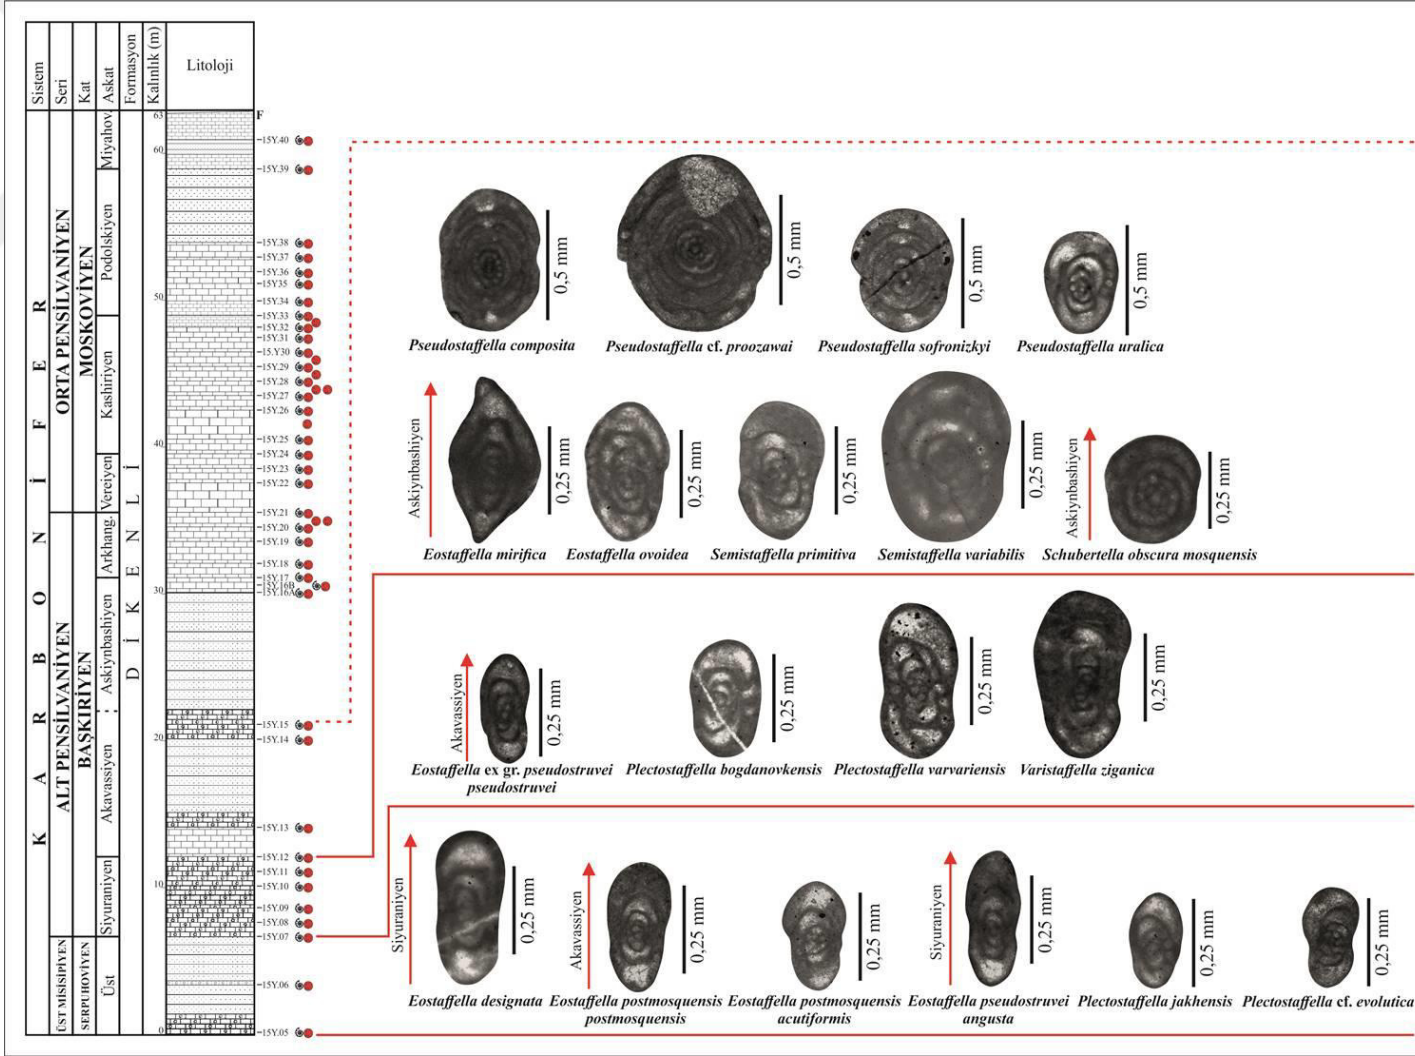 Sistem
Seri
Kat
Askat
Formasyon
Kalınlık (m)
Litoloji
K A R B O N İ F E R
ÜST MİSİSİPİYEN
ALT PENSİLVANİYEN
ORTA PENSİLVANİYEN
SERPUHOVİYEN
BAŞKIRİYEN
MOSKOVİYEN
Üst
Siyuraniyen
Akavassiyen
Askiynbashiyen
Arkhang.
Vereiyen
Kashiriyen
Podolskiyen
Miyahov.
D İ K E N L İ
63
60
50
40
30
20
10
0
F
15Y.40
15Y.39
15Y.38
15Y.37
15Y.36
15Y35
15Y.34
15Y.33
15Y.32
15Y.31
15.Y30
15Y.29
15Y.28
15Y.27
15Y.26
15Y.25
15Y.24
15Y.23
15Y.22
15Y.21
15Y.20
15Y.19
15Y.18
15Y.17
15Y.16B
15Y.16A
15Y.15
15Y.14
15Y.13
15Y.12
15Y.11
15Y.10
15Y.09
15Y.08
15Y.07
15Y.06
15Y.05
0,5 mm
0,5 mm
0,5 mm
0,5 mm
Pseudostaffella composita
Pseudostaffella cf. proozawai
Pseudostaffella sofronizkyi
Pseudostaffella uralica
Askiynbashiyen
0,25 mm
0,25 mm
0,25 mm
0,25 mm
Askiynbashiyen
0,25 mm
Eostaffella mirifica
Eostaffella ovoidea
Semistaffella primitiva
Semistaffella variabilis
Schubertella obscura mosquensis
Akavassiyen
0,25 mm
0,25 mm
0,25 mm
0,25 mm
Eostaffella ex gr. pseudostruvei
pseudostruvei
Plectostaffella bogdanovkensis
Plectostaffella varvariensis
Varistaffella ziganica
Siyuraniyen
0,25 mm
Akavassiyen
0,25 mm
0,25 mm
Siyuraniyen
0,25 mm
0,25 mm
0,25 mm
Eostaffella designata
Eostaffella postmosquensis
postmosquensis
Eostaffella postmosquensis
acutiformis
Eostaffella pseudostruvei
angusta
Plectostaffella jakhensis
Plectostaffella cf. evolutica